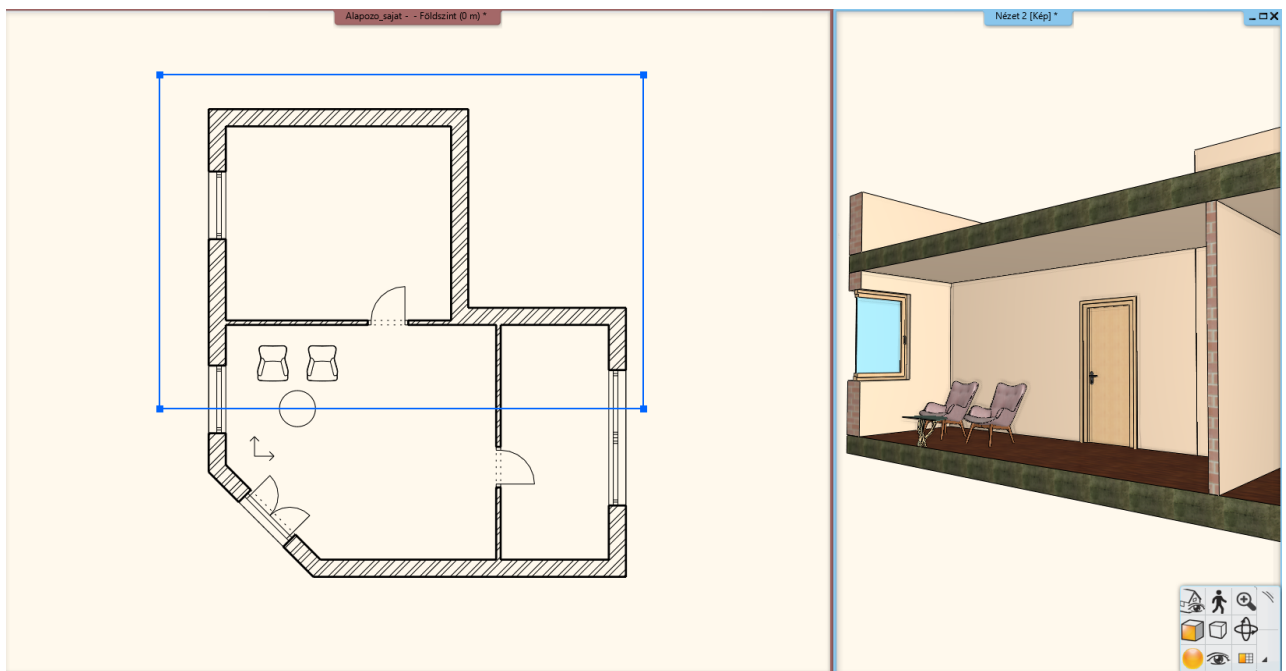 Alapozo_sajat - - Földszint (0 m) *
Nézet 2 [Kép] *